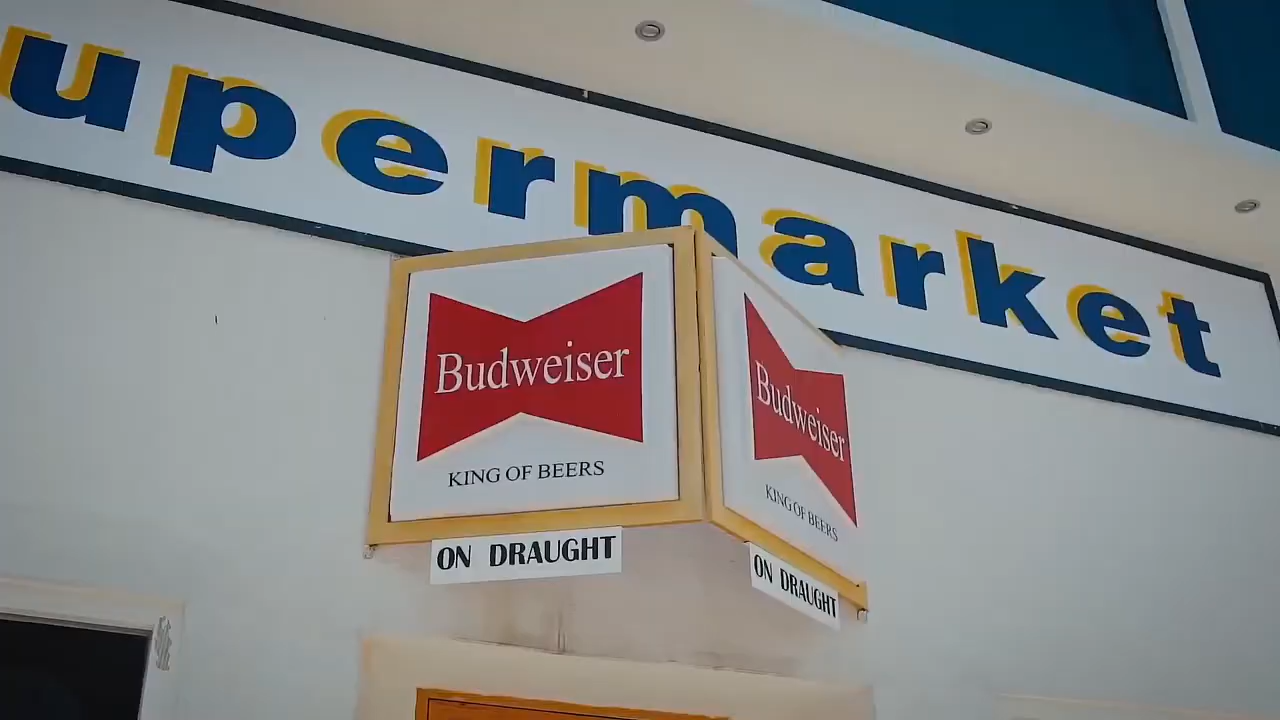 upermarket
Budweiser
KING OF BEERS
ON DRAUGHT
Budweiser
KING OF BEERS
ON DRAUGHT